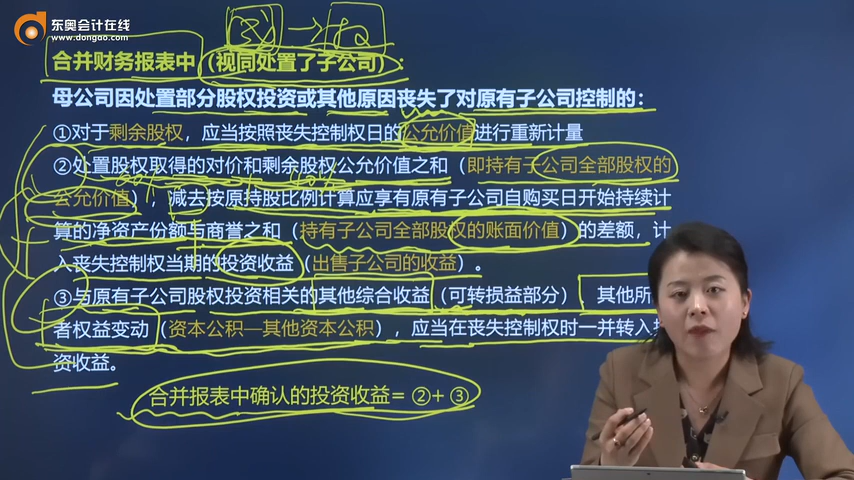 东奥会计在线
www.dongao.com
合并财务报表中（视同处置了子公司）：
母公司因处置部分股权投资或其他原因丧失了对原有子公司控制的：
①对于剩余股权，应当按照丧失控制权日的公允价值进行重新计量
②处置股权取得的对价和剩余股权公允价值之和（即持有子公司全部股权的
公允价值），减去按原持股比例计算应享有原有子公司自购买日开始持续计
算的净资产份额与商誉之和（持有子公司全部股权的账面价值）的差额，计
入丧失控制权当期的投资收益（出售子公司的收益）。
③与原有子公司股权投资相关的其他综合收益（可转损益部分）、其他所
者权益变动（资本公积—其他资本公积），应当在丧失控制权时一并转入
资收益。
合并报表中确认的投资收益= ②+ ③